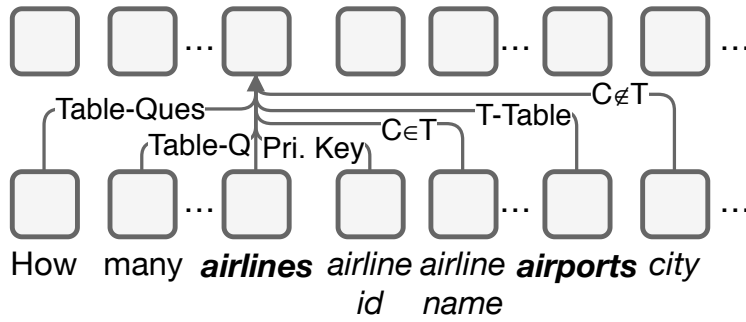 ... ... ...
Table-Ques
C∉T
T-Table
C∈T
Table-Q
Pri. Key
... ... ...
How many airlines airline airline airports city
id name